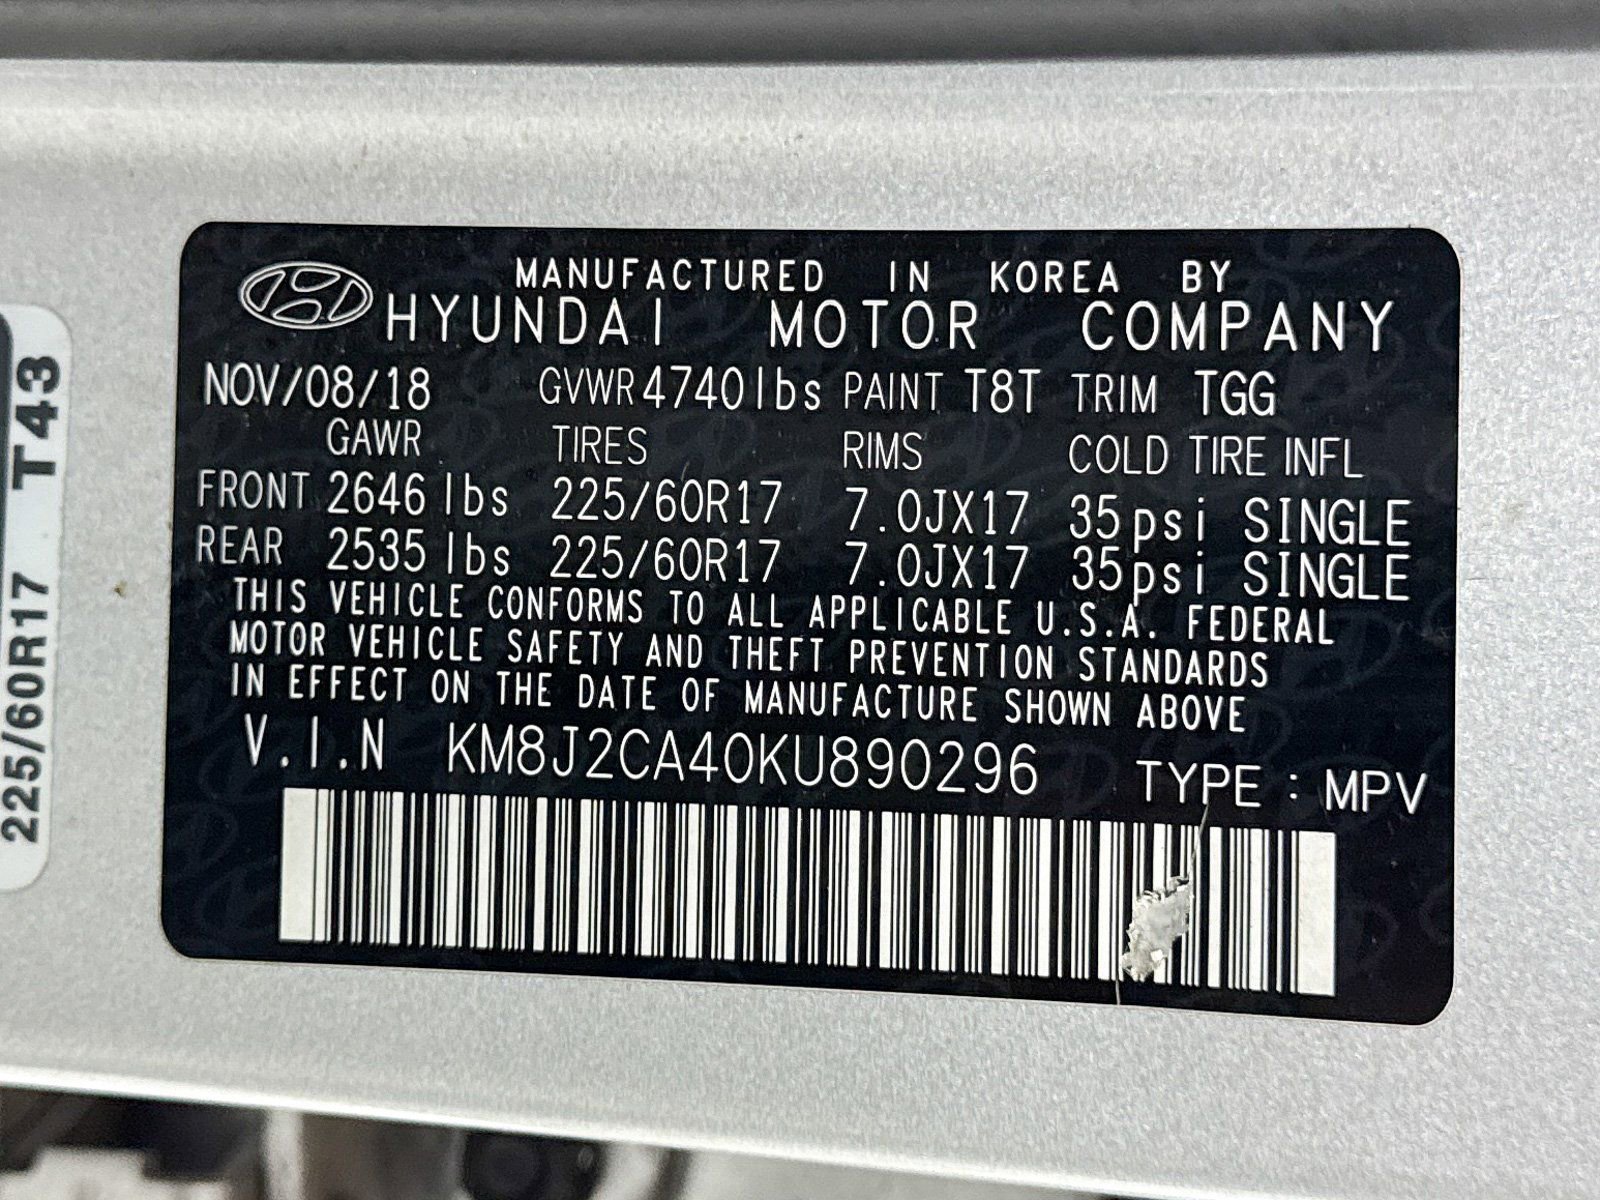 MANUFACTURED IN KOREA BY
HYUNDAI MOTOR COMPANY
NOV/08/18 GVWR 4740lbs PAINT T8T TRIM TGG
GAWR TIRES RIMS COLD TIRE INFL
FRONT 2646 lbs 225/60R17 7.0JX17 35psi SINGLE
REAR 2535 lbs 225/60R17 7.0JX17 35psi SINGLE
THIS VEHICLE CONFORMS TO ALL APPLICABLE U.S.A. FEDERAL
MOTOR VEHICLE SAFETY AND THEFT PREVENTION STANDARDS
IN EFFECT ON THE DATE OF MANUFACTURE SHOWN ABOVE
V.I.N KM8J2CA40KU890296 TYPE : MPV
225/60R17 T43